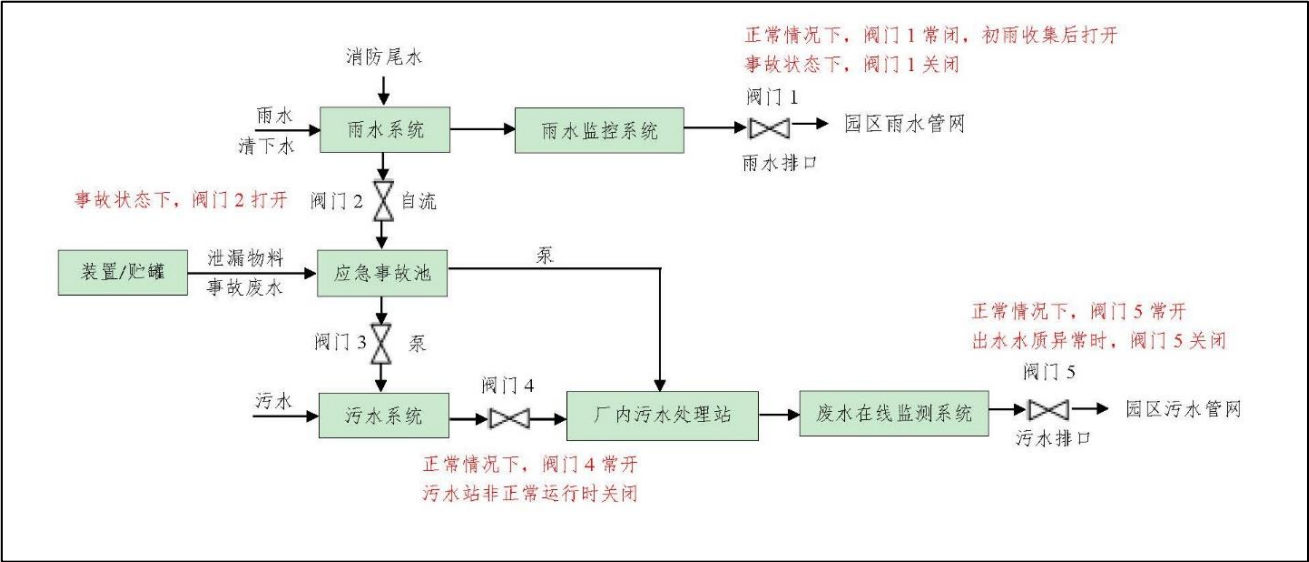 正常情况下，阀门 1 常闭，初雨收集后打开
事故状态下，阀门 1 关闭
消防尾水
阀门 1
雨水
清下水
雨水系统
雨水监控系统
园区雨水管网
雨水排口
事故状态下，阀门 2 打开
阀门 2
自流
装置/贮罐
泄漏物料
事故废水
应急事故池
泵
正常情况下，阀门 5 常开
出水水质异常时，阀门 5 关闭
阀门 3
泵
阀门 4
阀门 5
污水
污水系统
厂内污水处理站
废水在线监测系统
园区污水管网
污水排口
正常情况下，阀门 4 常开
污水站非正常运行时关闭